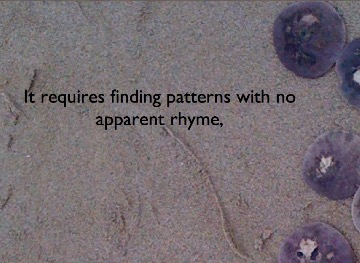 It requires finding patterns with no
apparent rhyme,